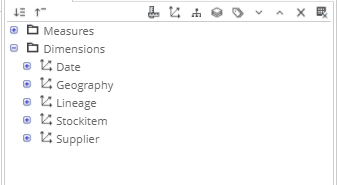 Measures
Dimensions
Date
Geography
Lineage
Stockitem
Supplier